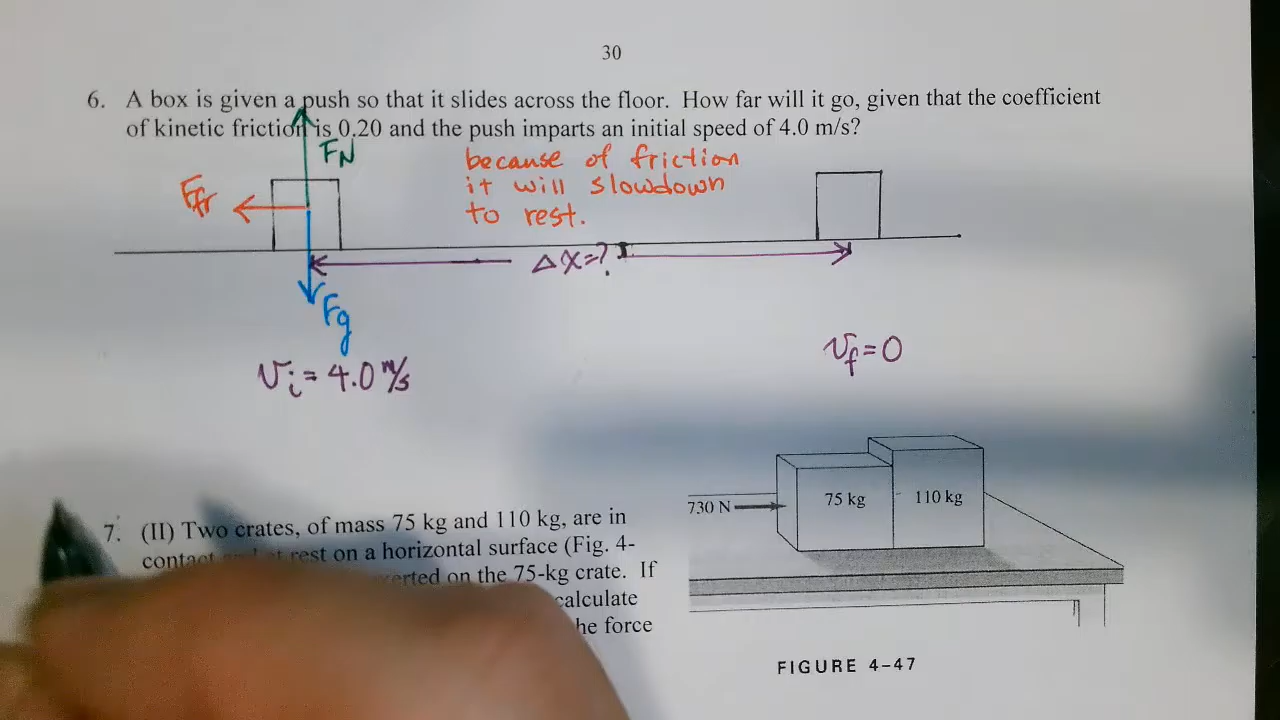 30
6. A box is given a push so that it slides across the floor. How far will it go, given that the coefficient
of kinetic friction is 0.20 and the push imparts an initial speed of 4.0 m/s?
FN
because of friction
it will slowdown
to rest.
Ffr
Δx=?
Fg
vi = 4.0 m/s
vf = 0
7. (II) Two crates, of mass 75 kg and 110 kg, are in
contact and at rest on a horizontal surface (Fig. 4-
erted on the 75-kg crate. If
calculate
he force
730 N
75 kg
110 kg
FIGURE 4-47